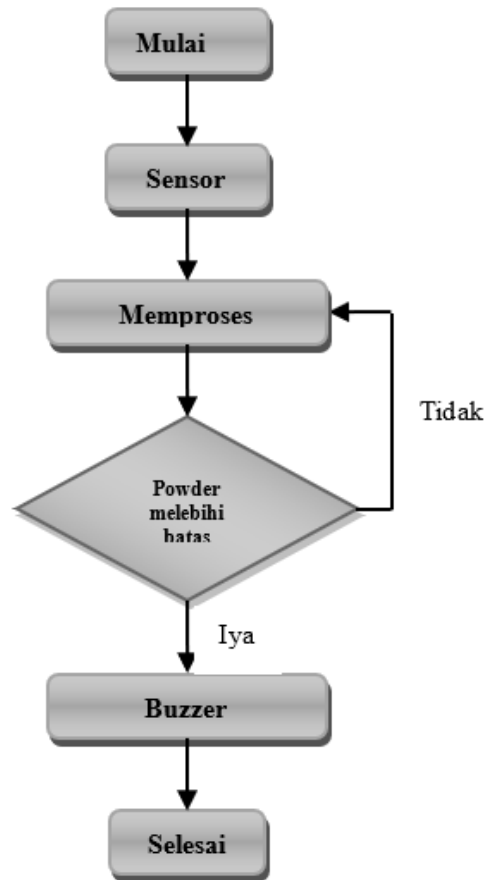 Mulai
Sensor
Memproses
Tidak
Powder
melebihi
batas
Iya
Buzzer
Selesai